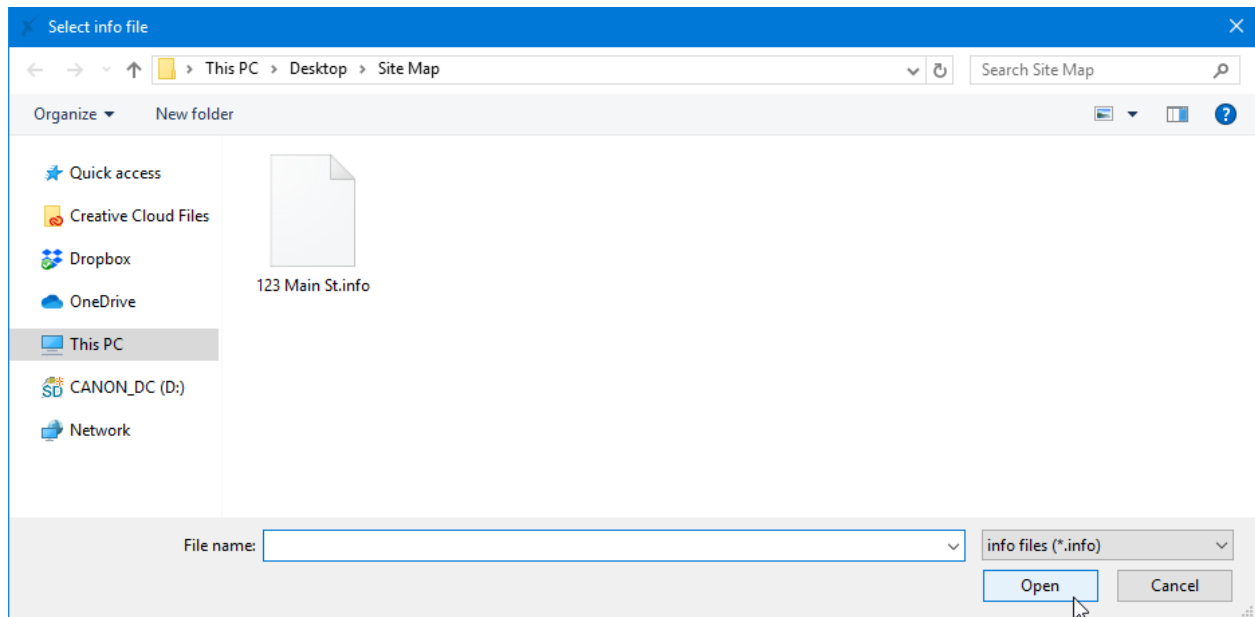 Select info file
This PC > Desktop > Site Map
Search Site Map
Organize
New folder
Quick access
Creative Cloud Files
Dropbox
OneDrive
This PC
SD CANON_DC (D:)
Network
123 Main St.info
File name:
info files (*.info)
Open
Cancel